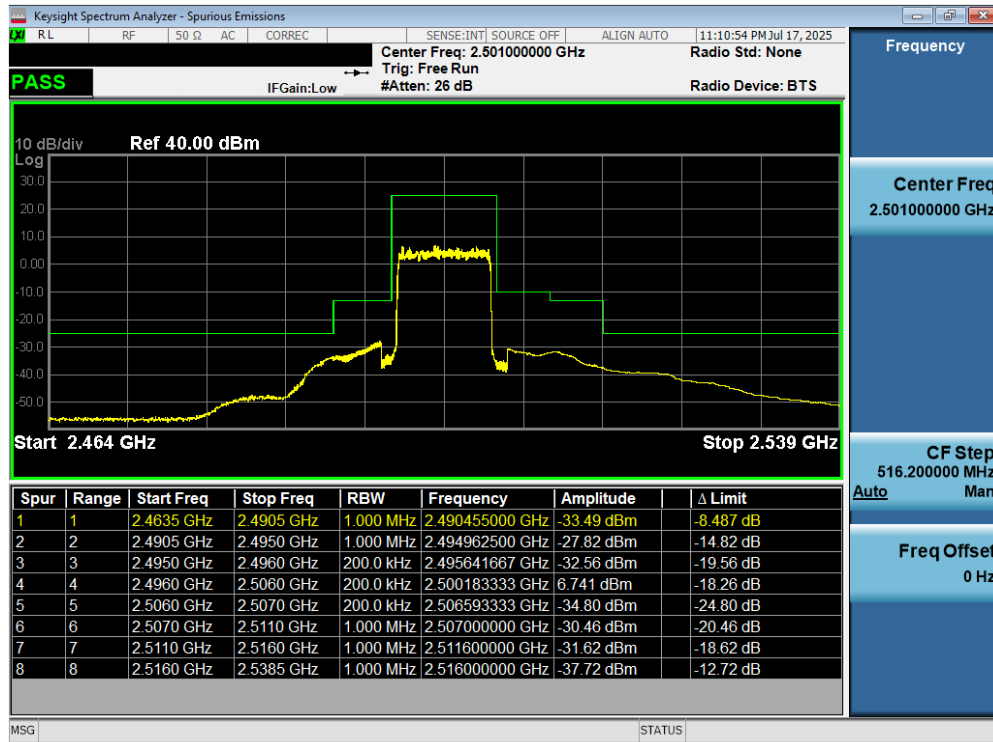 Keysight Spectrum Analyzer - Spurious Emissions
LXI RL RF 50 Ω AC CORREC SENSE:INT SOURCE OFF ALIGN AUTO 11:10:54 PM Jul 17, 2025
Center Freq: 2.501000000 GHz Radio Std: None
Trig: Free Run
PASS IFGain:Low #Atten: 26 dB Radio Device: BTS
10 dB/div Ref 40.00 dBm
Log
30.0
20.0
10.0
0.00
-10.0
-20.0
-30.0
-40.0
-50.0
Start 2.464 GHz Stop 2.539 GHz
Spur Range Start Freq Stop Freq RBW Frequency Amplitude Δ Limit
1 1 2.4635 GHz 2.4905 GHz 1.000 MHz 2.490455000 GHz -33.49 dBm -8.487 dB
2 2 2.4905 GHz 2.4950 GHz 1.000 MHz 2.494962500 GHz -27.82 dBm -14.82 dB
3 3 2.4950 GHz 2.4960 GHz 200.0 kHz 2.495641667 GHz -32.56 dBm -19.56 dB
4 4 2.4960 GHz 2.5060 GHz 200.0 kHz 2.500183333 GHz 6.741 dBm -18.26 dB
5 5 2.5060 GHz 2.5070 GHz 200.0 kHz 2.506593333 GHz -34.80 dBm -24.80 dB
6 6 2.5070 GHz 2.5110 GHz 1.000 MHz 2.507000000 GHz -30.46 dBm -20.46 dB
7 7 2.5110 GHz 2.5160 GHz 1.000 MHz 2.511600000 GHz -31.62 dBm -18.62 dB
8 8 2.5160 GHz 2.5385 GHz 1.000 MHz 2.516000000 GHz -37.72 dBm -12.72 dB
MSG STATUS
Frequency
Center Freq
2.501000000 GHz
CF Step
516.200000 MHz
Auto Man
Freq Offset
0 Hz